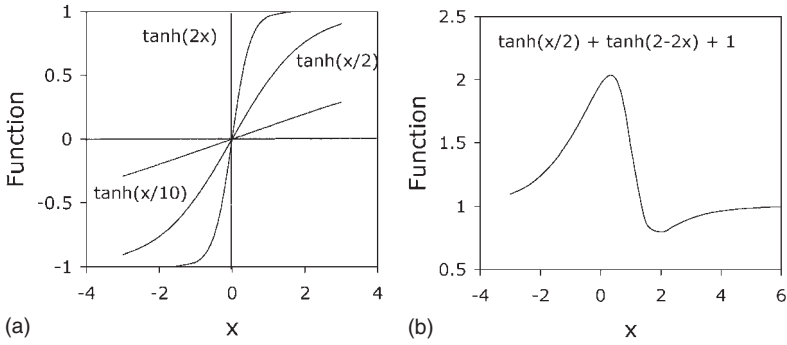 1
0.5
0
-0.5
-1
Function
-4 -2 0 2 4
x
tanh(2x)
tanh(x/2)
tanh(x/10)
(a)
2.5
2
1.5
1
0.5
Function
-4 -2 0 2 4 6
x
tanh(x/2) + tanh(2-2x) + 1
(b)